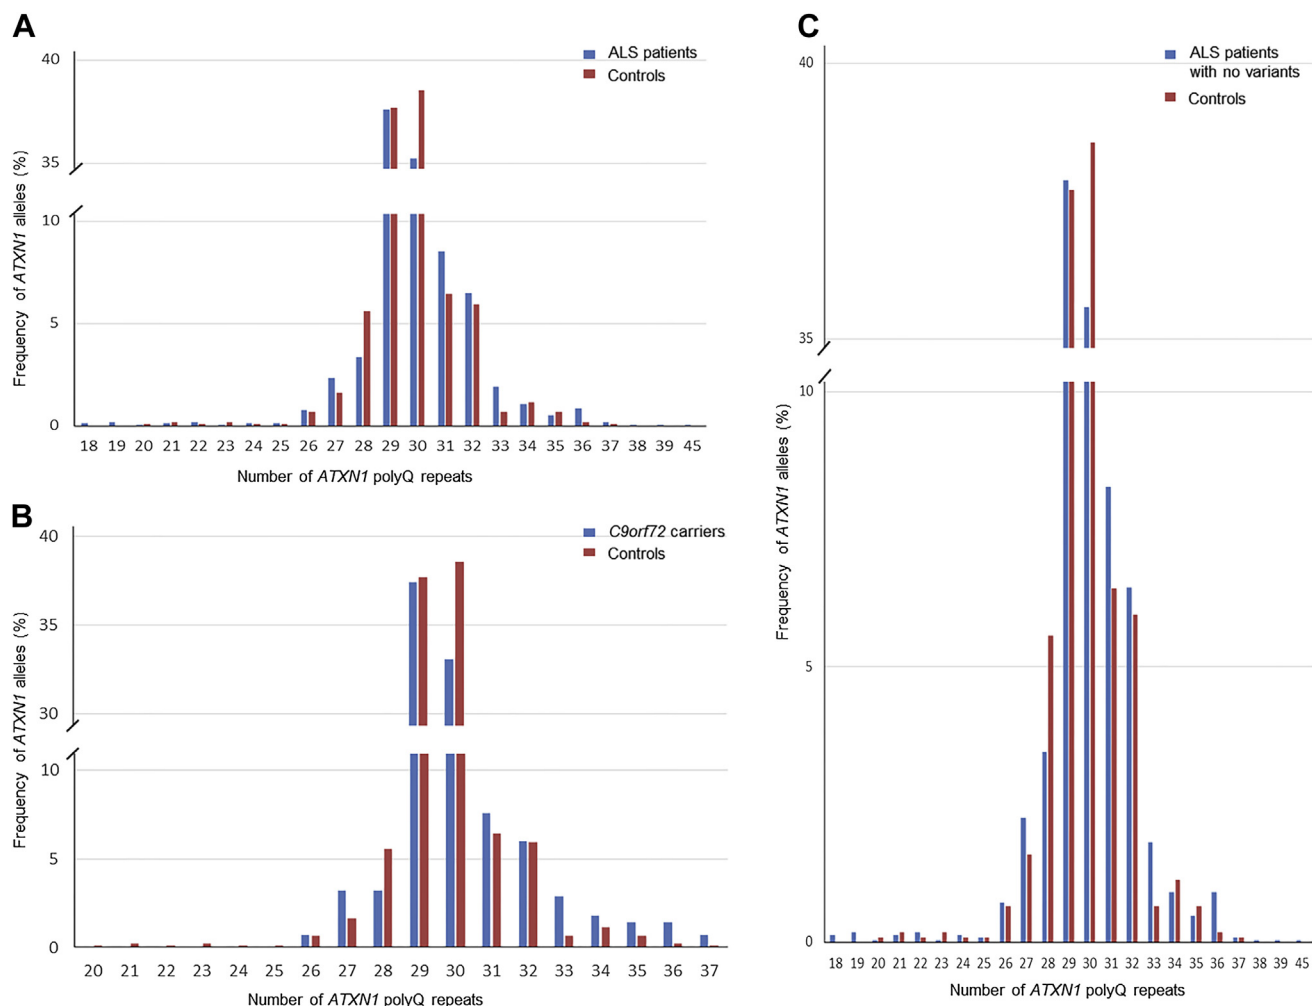 A
ALS patients
Controls
40
35
10
5
0
Frequency of ATXN1 alleles (%)
18 19 20 21 22 23 24 25 26 27 28 29 30 31 32 33 34 35 36 37 38 39 45
Number of ATXN1 polyQ repeats
B
C9orf72 carriers
Controls
40
35
30
10
5
0
Frequency of ATXN1 alleles (%)
20 21 22 23 24 25 26 27 28 29 30 31 32 33 34 35 36 37
Number of ATXN1 polyQ repeats
C
ALS patients
with no variants
Controls
40
35
10
5
0
Frequency of ATXN1 alleles (%)
18 19 20 21 22 23 24 25 26 27 28 29 30 31 32 33 34 35 36 37 38 39 45
Number of ATXN1 polyQ repeats